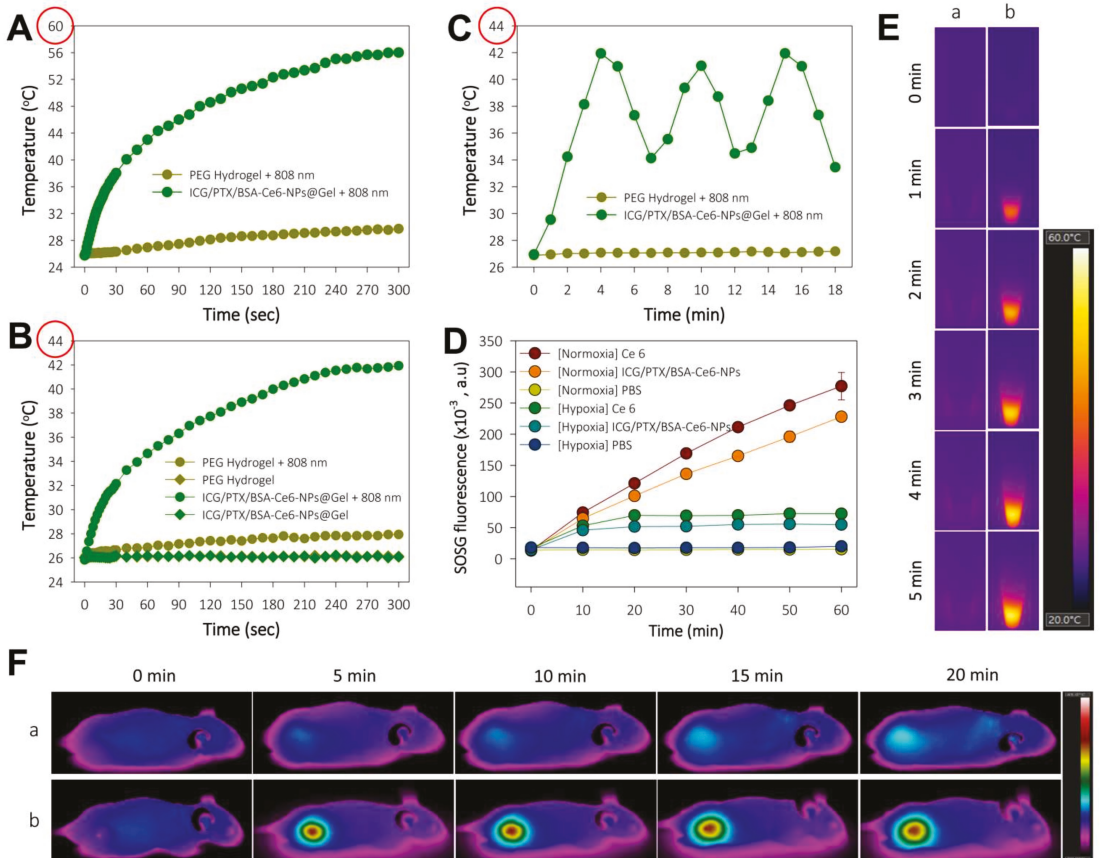 A
60
56
52
48
44
40
36
32
28
24
Temperature (°C)
PEG Hydrogel + 808 nm
ICG/PTX/BSA-Ce6-NPs@Gel + 808 nm
0 30 60 90 120 150 180 210 240 270 300
Time (sec)
B
44
42
40
38
36
34
32
30
28
26
24
Temperature (°C)
PEG Hydrogel + 808 nm
PEG Hydrogel
ICG/PTX/BSA-Ce6-NPs@Gel + 808 nm
ICG/PTX/BSA-Ce6-NPs@Gel
0 30 60 90 120 150 180 210 240 270 300
Time (sec)
C
44
42
40
38
36
34
32
30
28
26
Temperature (°C)
PEG Hydrogel + 808 nm
ICG/PTX/BSA-Ce6-NPs@Gel + 808 nm
0 2 4 6 8 10 12 14 16 18
Time (min)
D
350
300
250
200
150
100
50
0
SOSG fluorescence (x10⁻³ , a.u)
[Normoxia] Ce 6
[Normoxia] ICG/PTX/BSA-Ce6-NPs
[Normoxia] PBS
[Hypoxia] Ce 6
[Hypoxia] ICG/PTX/BSA-Ce6-NPs
[Hypoxia] PBS
0 10 20 30 40 50 60
Time (min)
E
a b
0 min
1 min
2 min
3 min
4 min
5 min
60.0°C
20.0°C
F
0 min 5 min 10 min 15 min 20 min
a
b